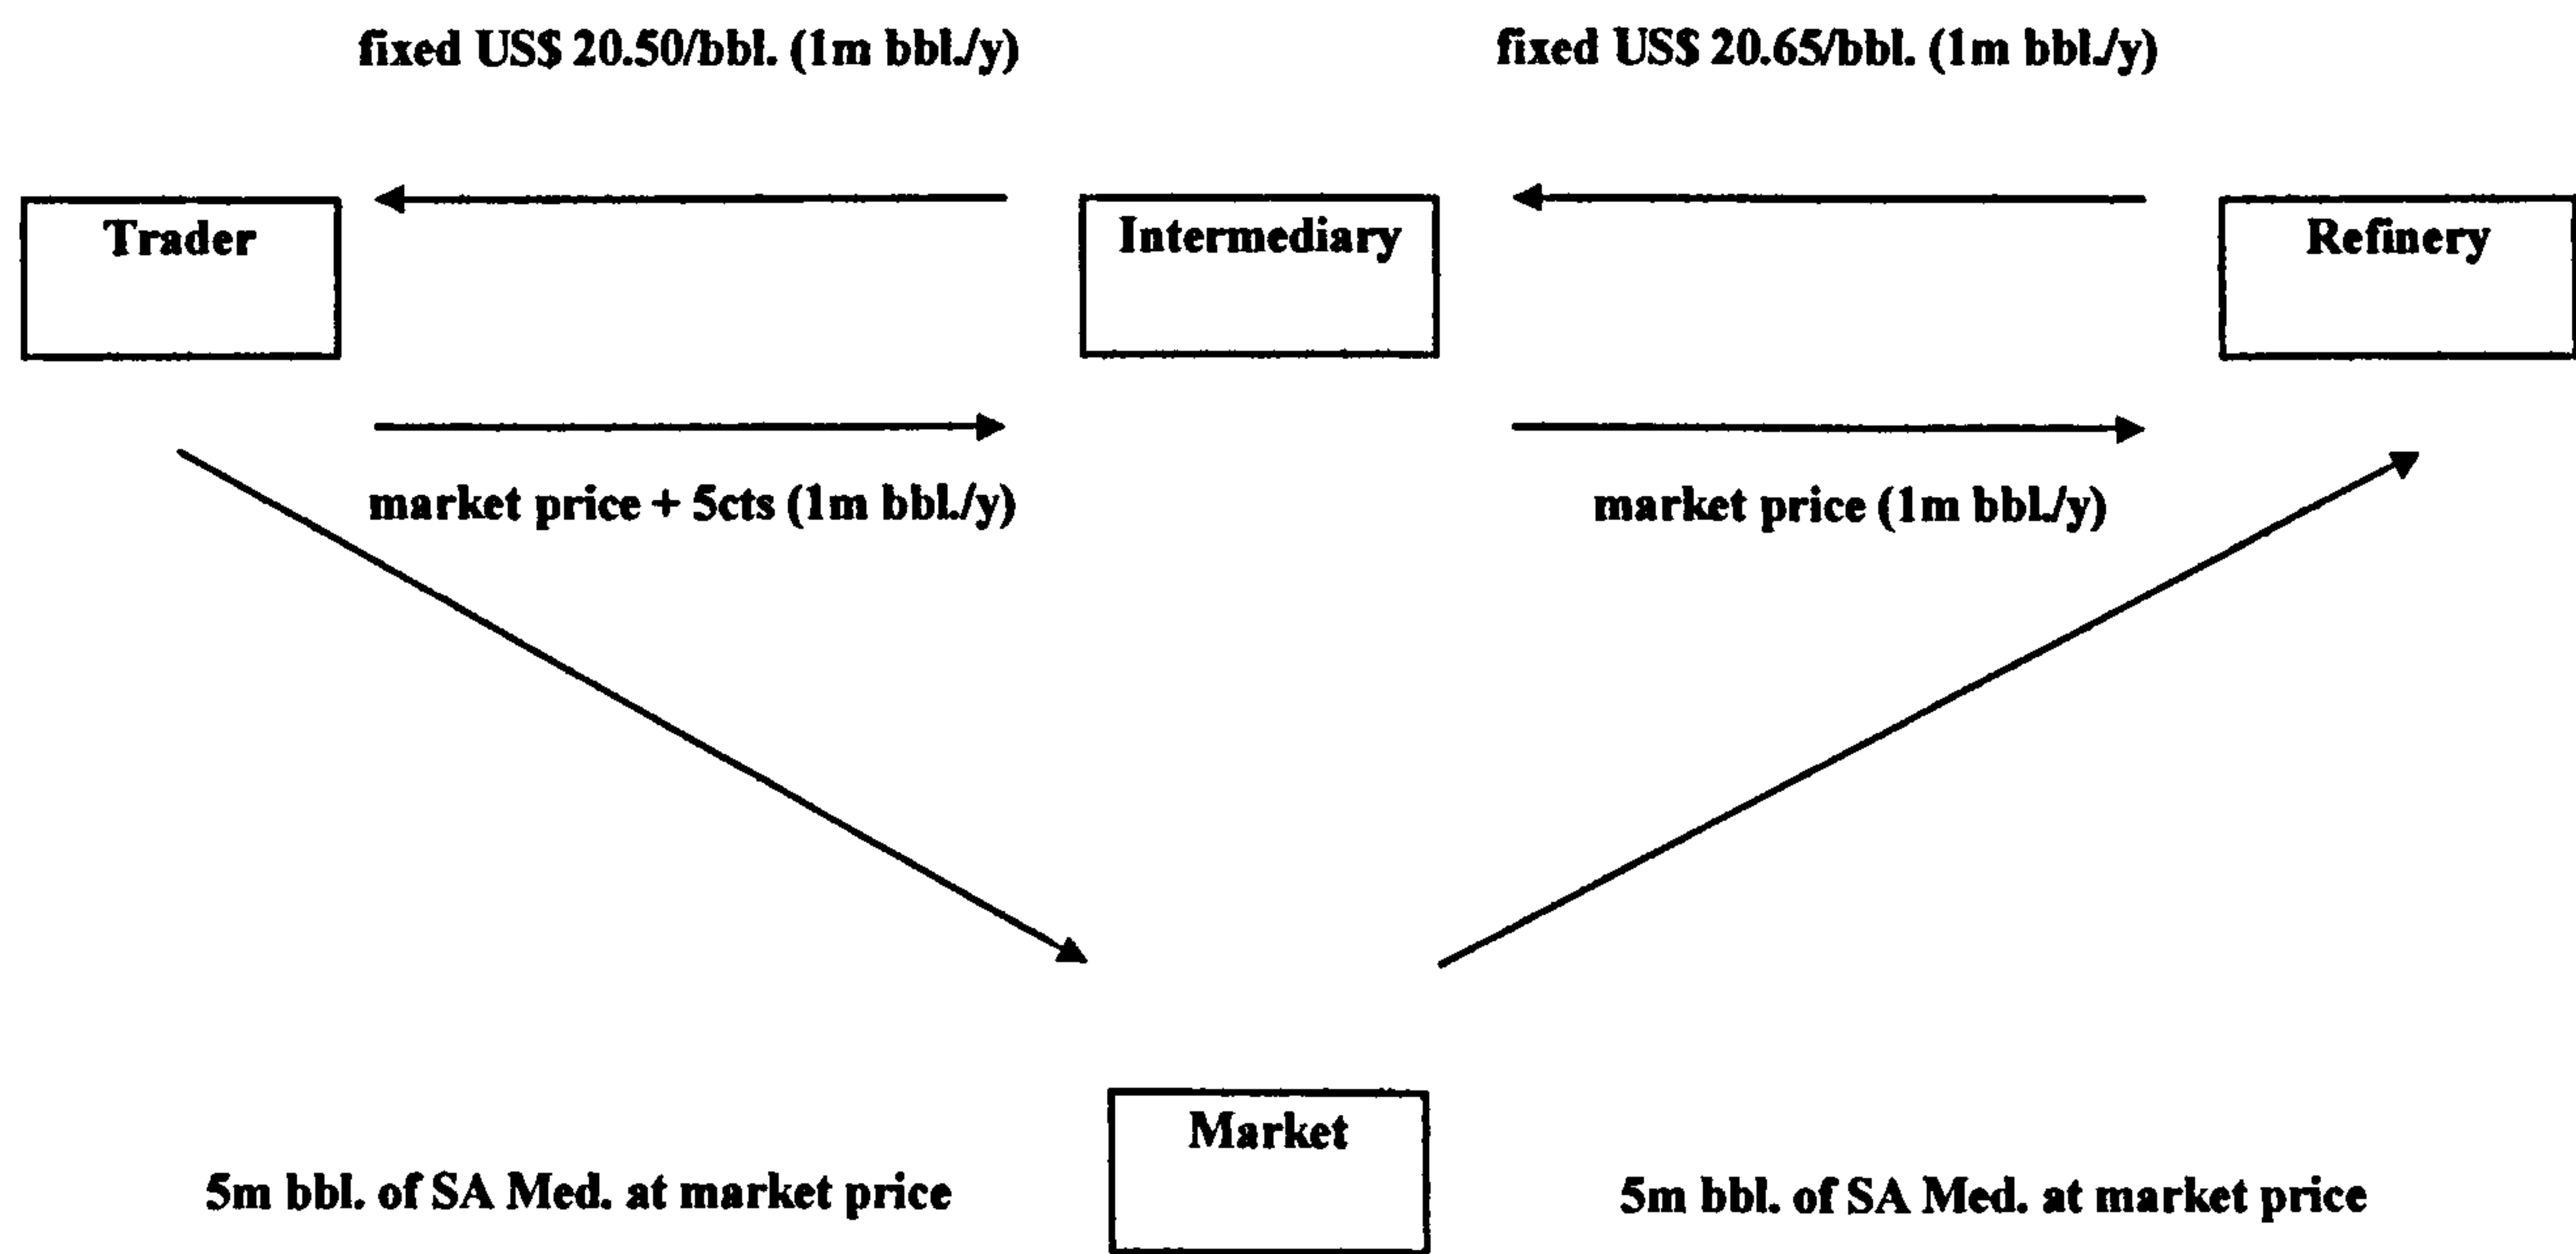 fixed US$ 20.50/bbl. (1m bbl./y)
fixed US$ 20.65/bbl. (1m bbl./y)
Trader
Intermediary
Refinery
market price + 5cts (1m bbl./y)
market price (1m bbl./y)
Market
5m bbl. of SA Med. at market price
5m bbl. of SA Med. at market price